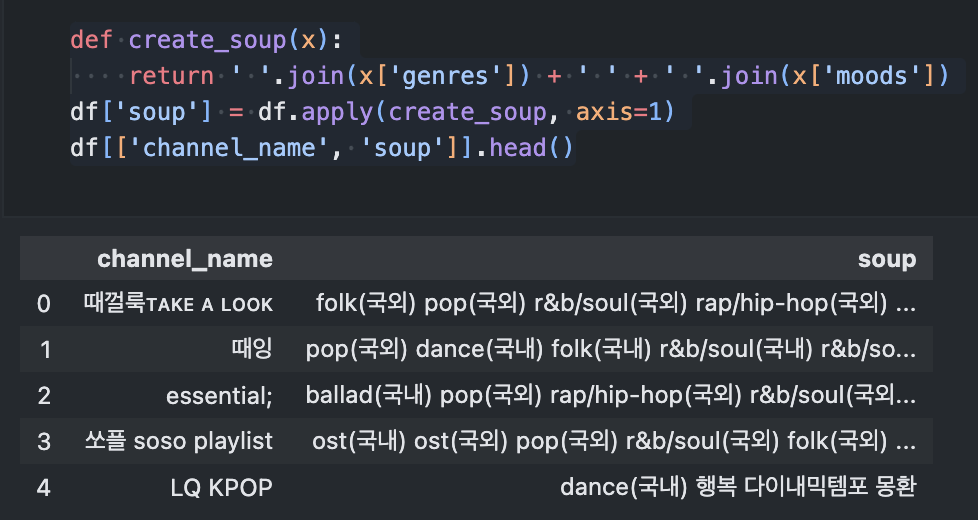 def create_soup(x):
return ' '.join(x['genres']) + ' ' + ' '.join(x['moods'])
df['soup'] = df.apply(create_soup, axis=1)
df[['channel_name', 'soup']].head()
channel_name soup
0 때껄룩ᴛᴀᴋᴇ ᴀ ʟᴏᴏᴋ folk(국외) pop(국외) r&b/soul(국외) rap/hip-hop(국외) ...
1 때잉 pop(국외) dance(국내) folk(국내) r&b/soul(국내) r&b/so...
2 essential; ballad(국내) pop(국외) rap/hip-hop(국외) r&b/soul(국외...
3 쏘플 soso playlist ost(국내) ost(국외) pop(국외) r&b/soul(국외) folk(국외) ...
4 LQ KPOP dance(국내) 행복 다이내믹템포 몽환